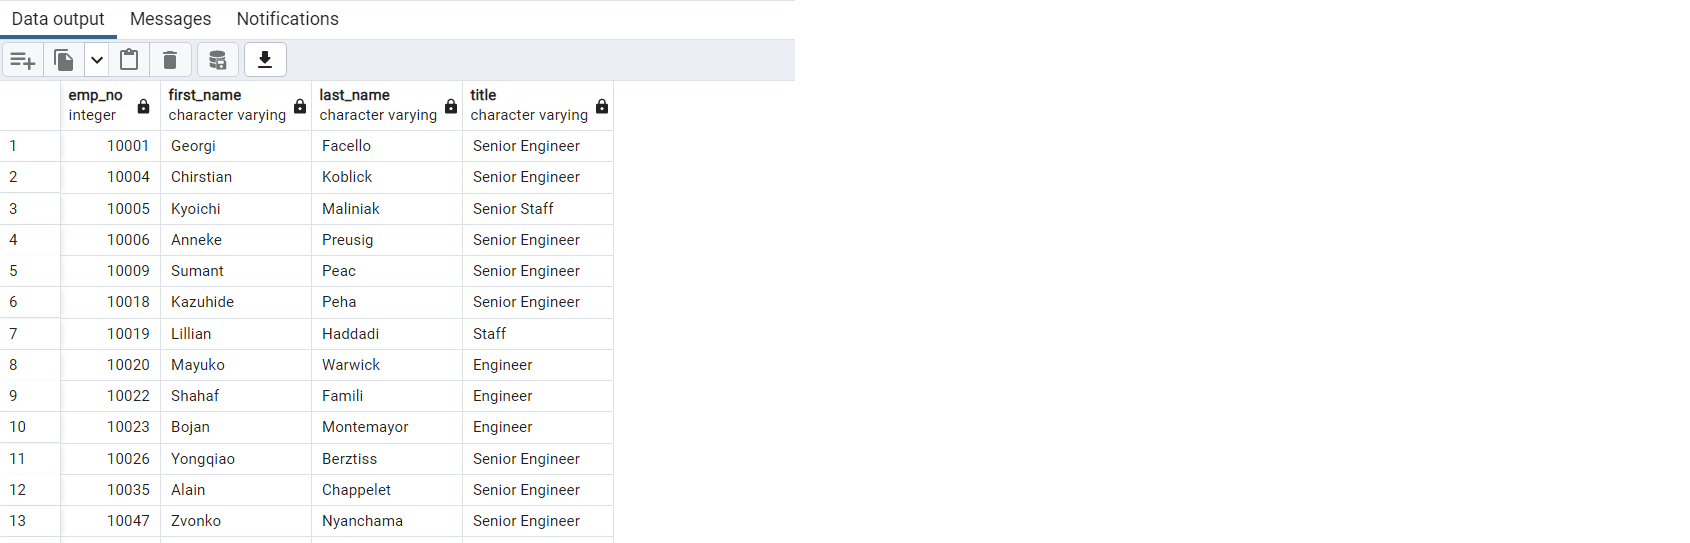 Data output Messages Notifications
emp_no first_name last_name title
integer character varying character varying character varying
1 10001 Georgi Facello Senior Engineer
2 10004 Chirstian Koblick Senior Engineer
3 10005 Kyoichi Maliniak Senior Staff
4 10006 Anneke Preusig Senior Engineer
5 10009 Sumant Peac Senior Engineer
6 10018 Kazuhide Peha Senior Engineer
7 10019 Lillian Haddadi Staff
8 10020 Mayuko Warwick Engineer
9 10022 Shahaf Famili Engineer
10 10023 Bojan Montemayor Engineer
11 10026 Yongqiao Berztiss Senior Engineer
12 10035 Alain Chappelet Senior Engineer
13 10047 Zvonko Nyanchama Senior Engineer